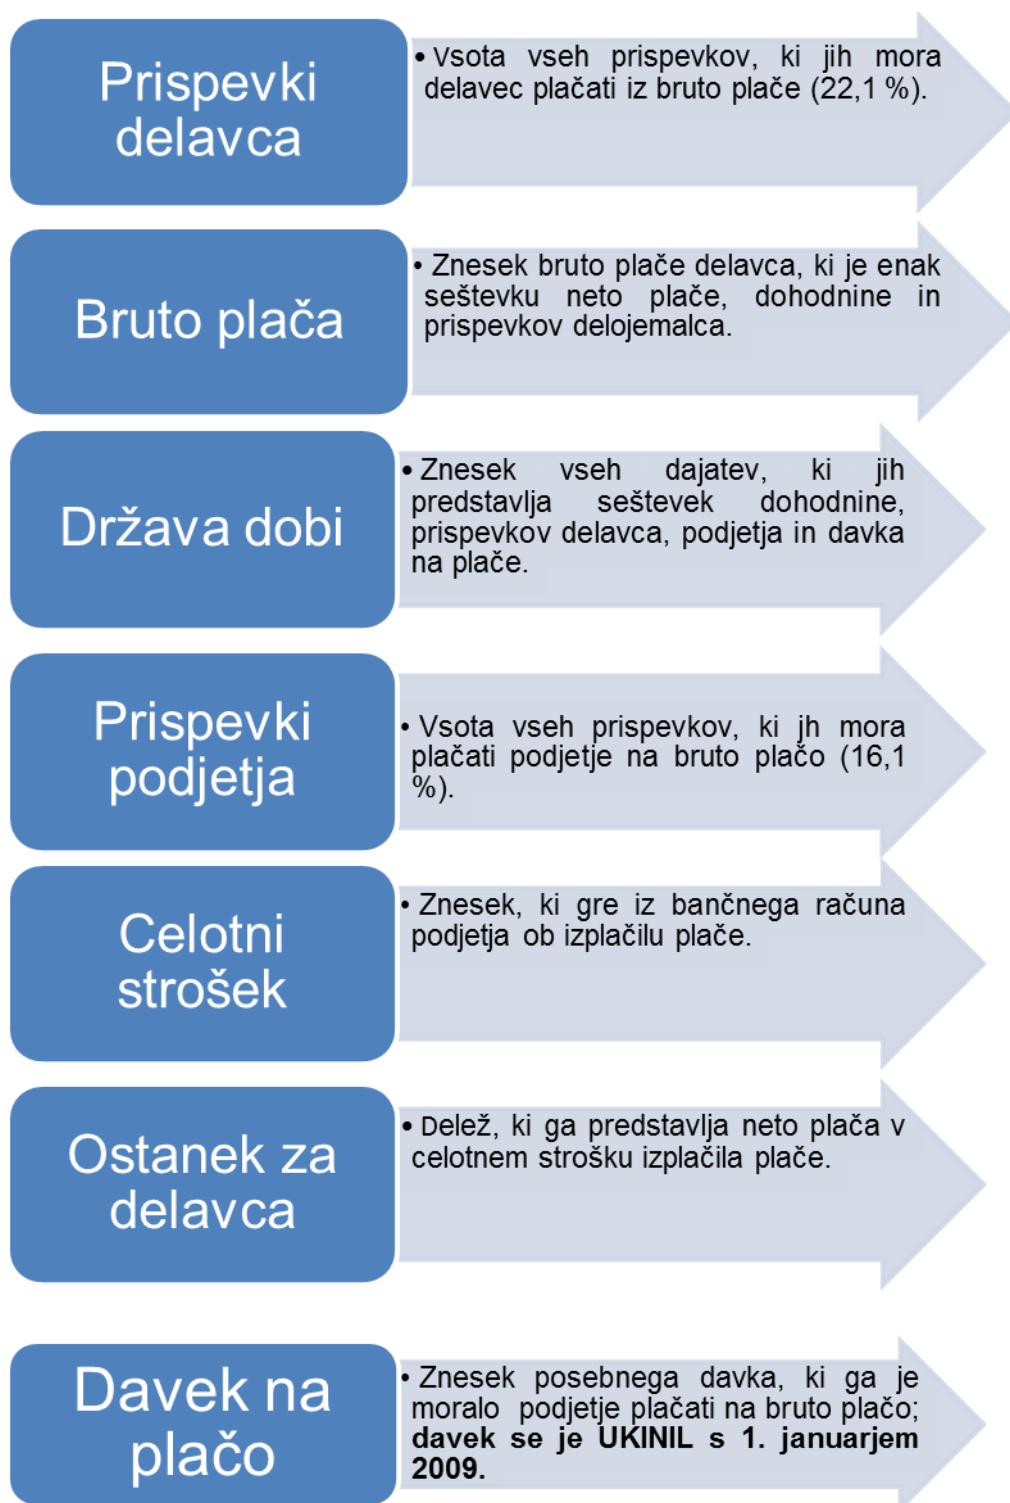 Prispevki
delavca
• Vsota vseh prispevkov, ki jih mora
delavec plačati iz bruto plače (22,1 %).
Bruto plača
• Znesek bruto plače delavca, ki je enak
seštevku neto plače, dohodnine in
prispevkov delojemalca.
Država dobi
• Znesek vseh dajatev, ki jih
predstavlja seštevek dohodnine,
prispevkov delavca, podjetja in davka
na plače.
Prispevki
podjetja
• Vsota vseh prispevkov, ki jh mora
plačati podjetje na bruto plačo (16,1
%).
Celotni
strošek
• Znesek, ki gre iz bančnega računa
podjetja ob izplačilu plače.
Ostanek za
delavca
• Delež, ki ga predstavlja neto plača v
celotnem strošku izplačila plače.
Davek na
plačo
• Znesek posebnega davka, ki ga je
moralo podjetje plačati na bruto plačo;
davek se je UKINIL s 1. januarjem
2009.